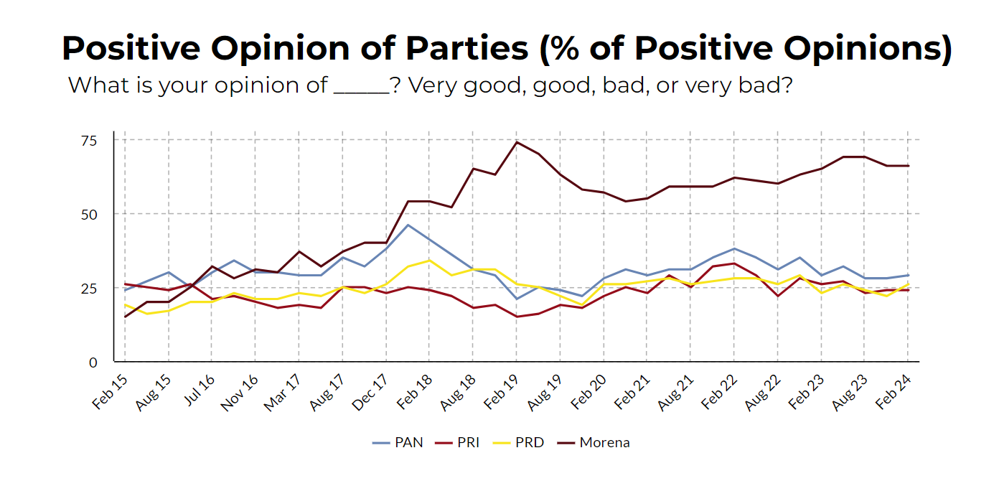 Positive Opinion of Parties (% of Positive Opinions)
What is your opinion of _____? Very good, good, bad, or very bad?
75
50
25
0
Feb 15 Aug 15 Jul 16 Nov 16 Mar 17 Aug 17 Dec 17 Feb 18 Aug 18 Feb 19 Aug 19 Feb 20 Feb 21 Aug 21 Feb 22 Aug 22 Feb 23 Aug 23 Feb 24
PAN PRI PRD Morena